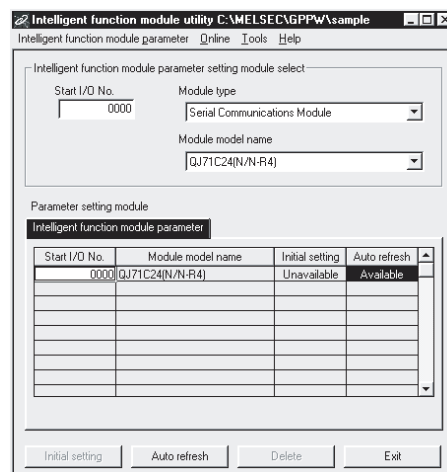 Intelligent function module utility C:\MELSEC\GPPW\sample
Intelligent function module parameter Online Tools Help
Intelligent function module parameter setting module select
Start I/O No. Module type
0000 Serial Communications Module
Module model name
QJ71C24(N/N-R4)
Parameter setting module
Intelligent function module parameter
Start I/O No. Module model name Initial setting Auto refresh
0000 QJ71C24(N/N-R4) Unavailable Available
Initial setting Auto refresh Delete Exit